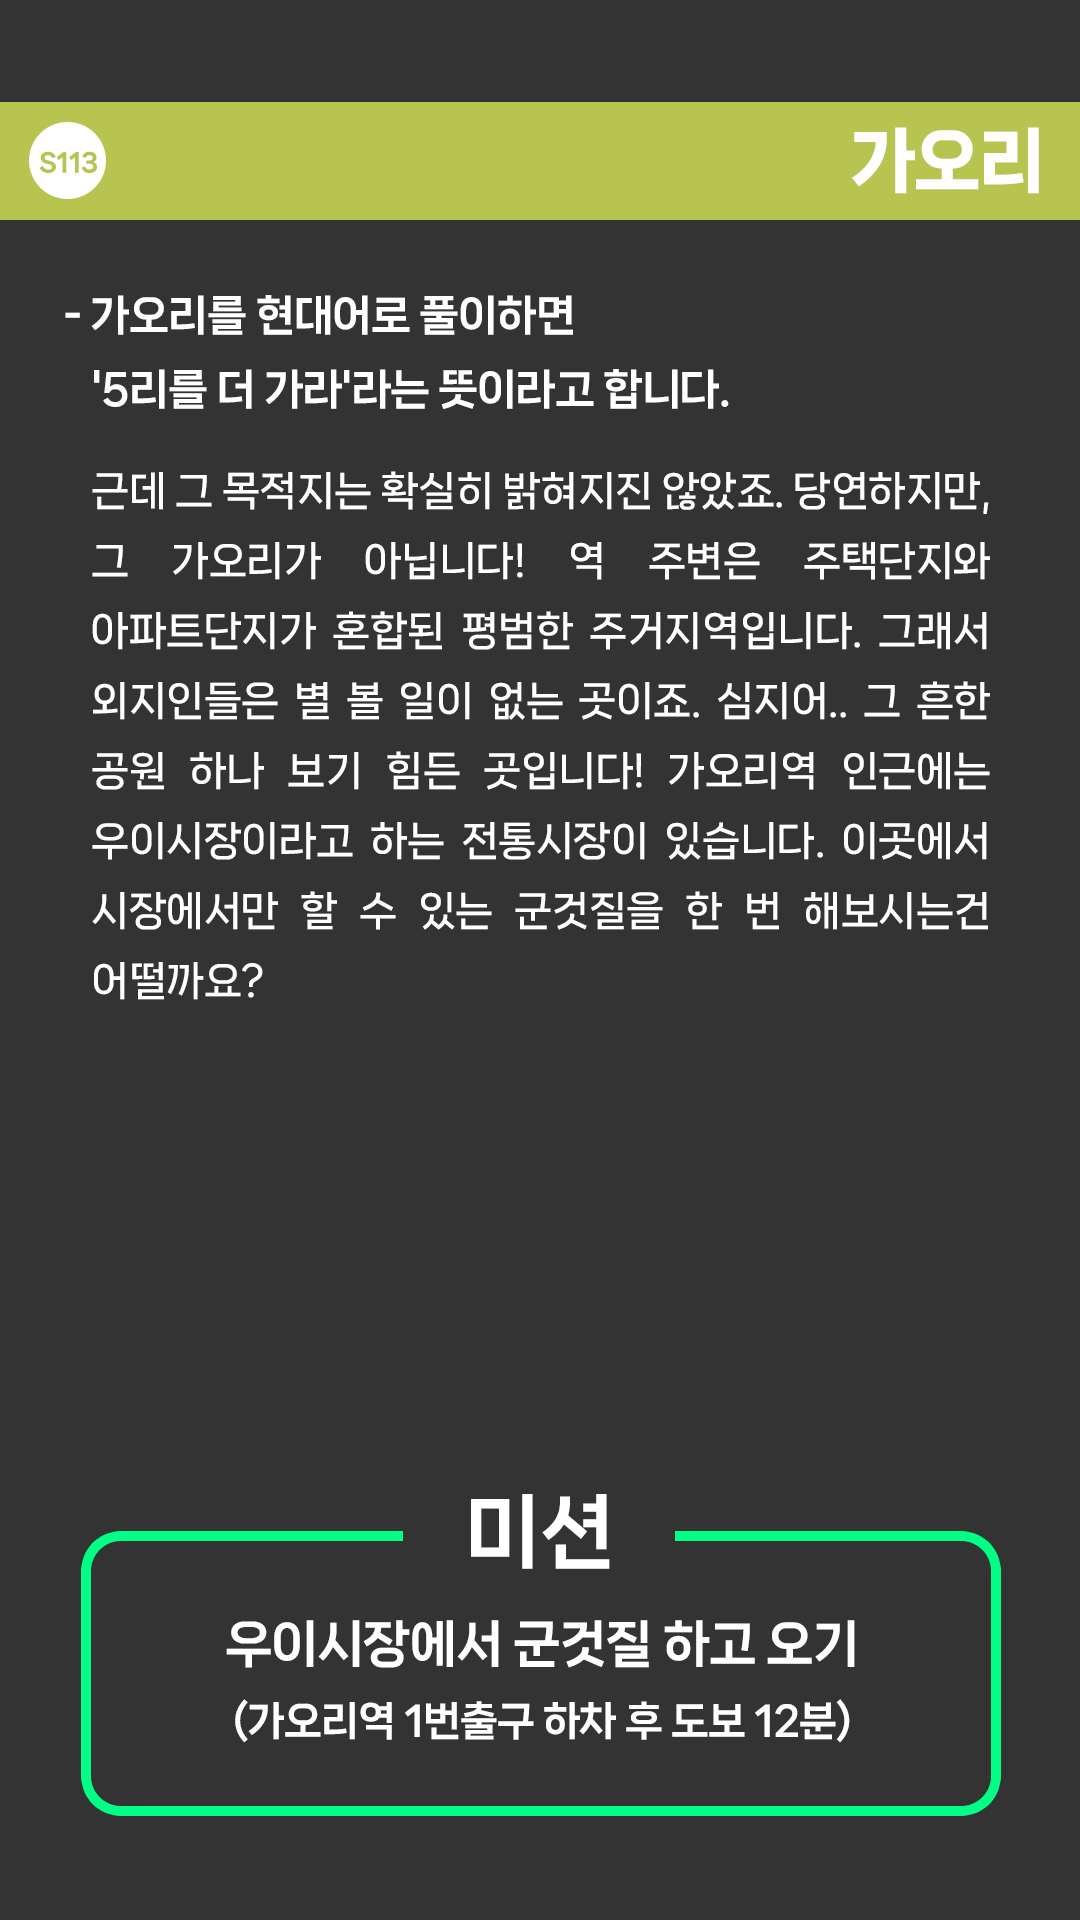 S113
가오리
- 가오리를 현대어로 풀이하면
'5리를 더 가라'라는 뜻이라고 합니다.
근데 그 목적지는 확실히 밝혀지진 않았죠. 당연하지만,
그 가오리가 아닙니다! 역 주변은 주택단지와
아파트단지가 혼합된 평범한 주거지역입니다. 그래서
외지인들은 별 볼 일이 없는 곳이죠. 심지어.. 그 흔한
공원 하나 보기 힘든 곳입니다! 가오리역 인근에는
우이시장이라고 하는 전통시장이 있습니다. 이곳에서
시장에서만 할 수 있는 군것질을 한 번 해보시는건
어떨까요?
미션
우이시장에서 군것질 하고 오기
(가오리역 1번출구 하차 후 도보 12분)